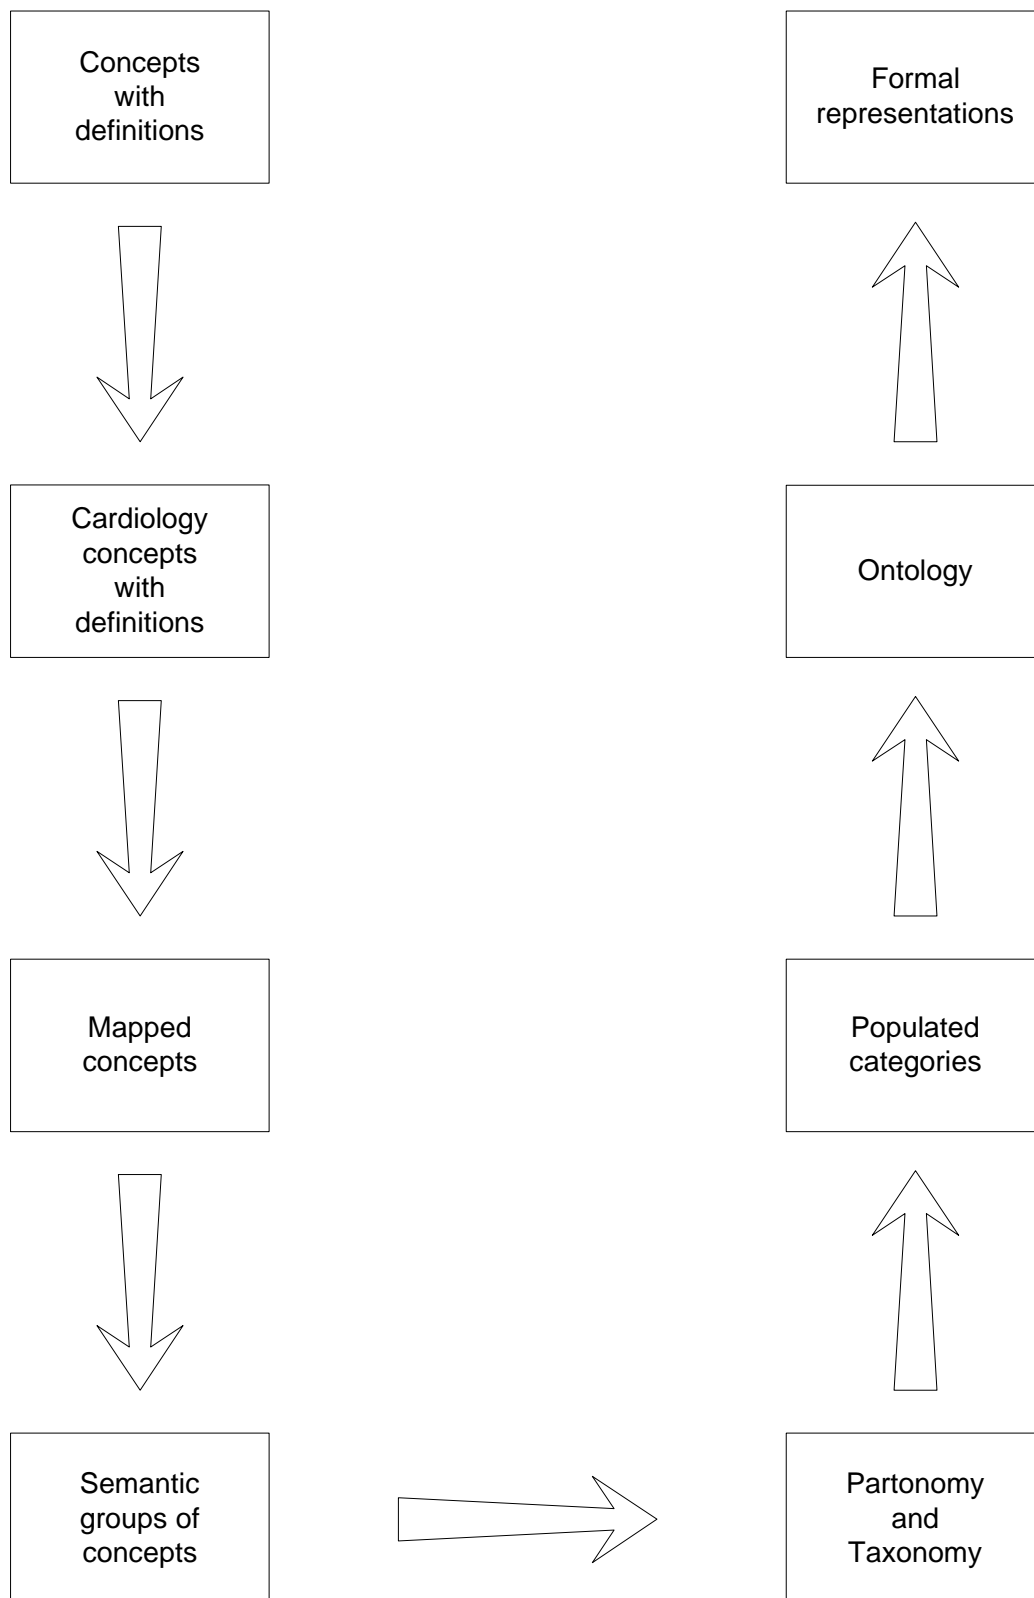 Concepts
with
definitions
Cardiology
concepts
with
definitions
Mapped
concepts
Semantic
groups of
concepts
Partonomy
and
Taxonomy
Populated
categories
Ontology
Formal
representations